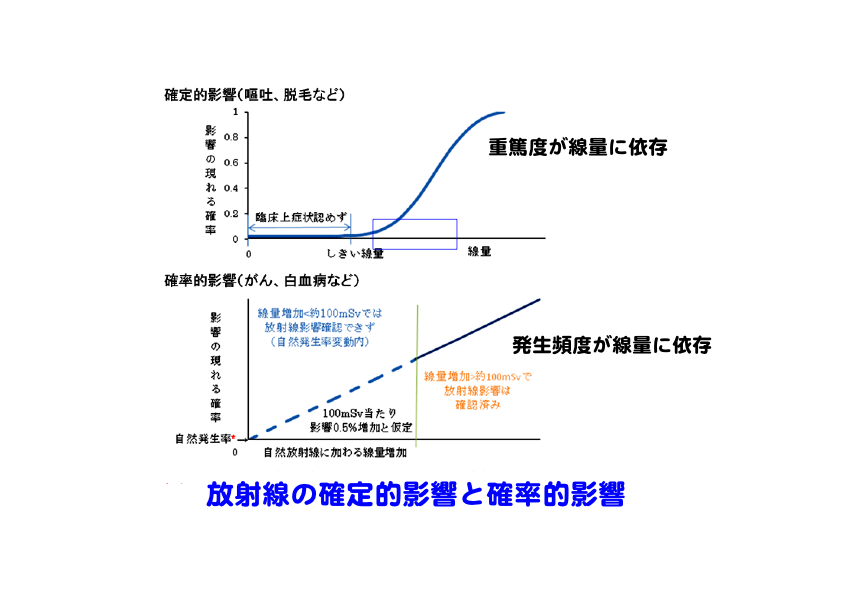 確定的影響(嘔吐、脱毛など)
影響の現れる確率
1
0.8
0.6
0.4
0.2
0
臨床上症状認めず
重篤度が線量に依存
0
しきい線量
線量
確率的影響(がん、白血病など)
影響の現れる確率
線量増加<約100mSvでは
放射線影響確認できず
(自然発生率変動内)
発生頻度が線量に依存
線量増加>約100mSvで
放射線影響は
確認済み
100mSv当たり
影響0.5%増加と仮定
自然発生率*
0
自然放射線に加わる線量増加
放射線の確定的影響と確率的影響